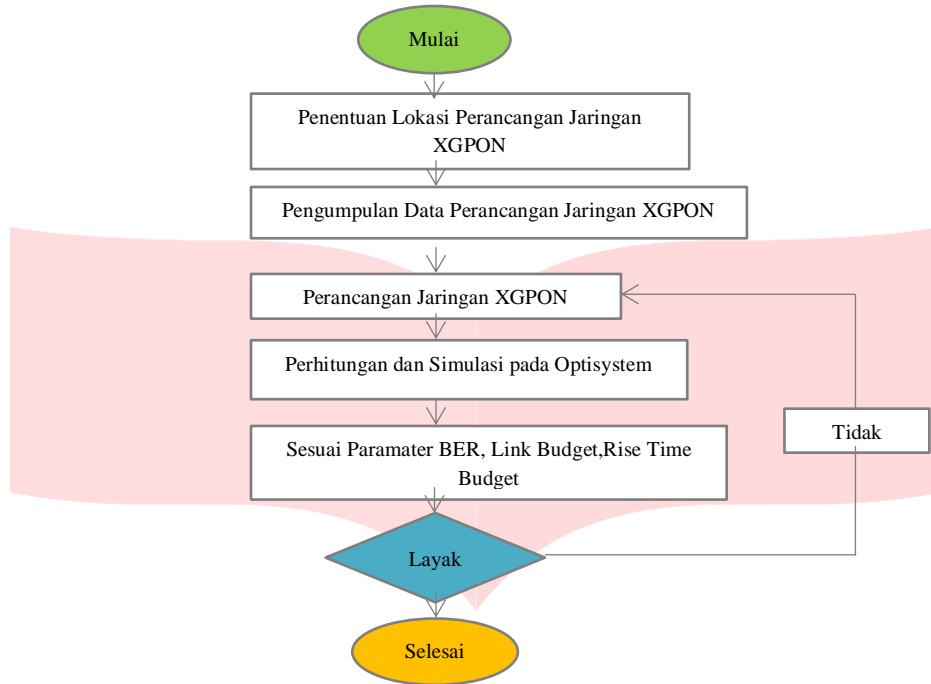 Mulai
Penentuan Lokasi Perancangan Jaringan
XGPON
Pengumpulan Data Perancangan Jaringan XGPON
Perancangan Jaringan XGPON
Perhitungan dan Simulasi pada Optisystem
Sesuai Paramater BER, Link Budget,Rise Time
Budget
Tidak
Layak
Selesai